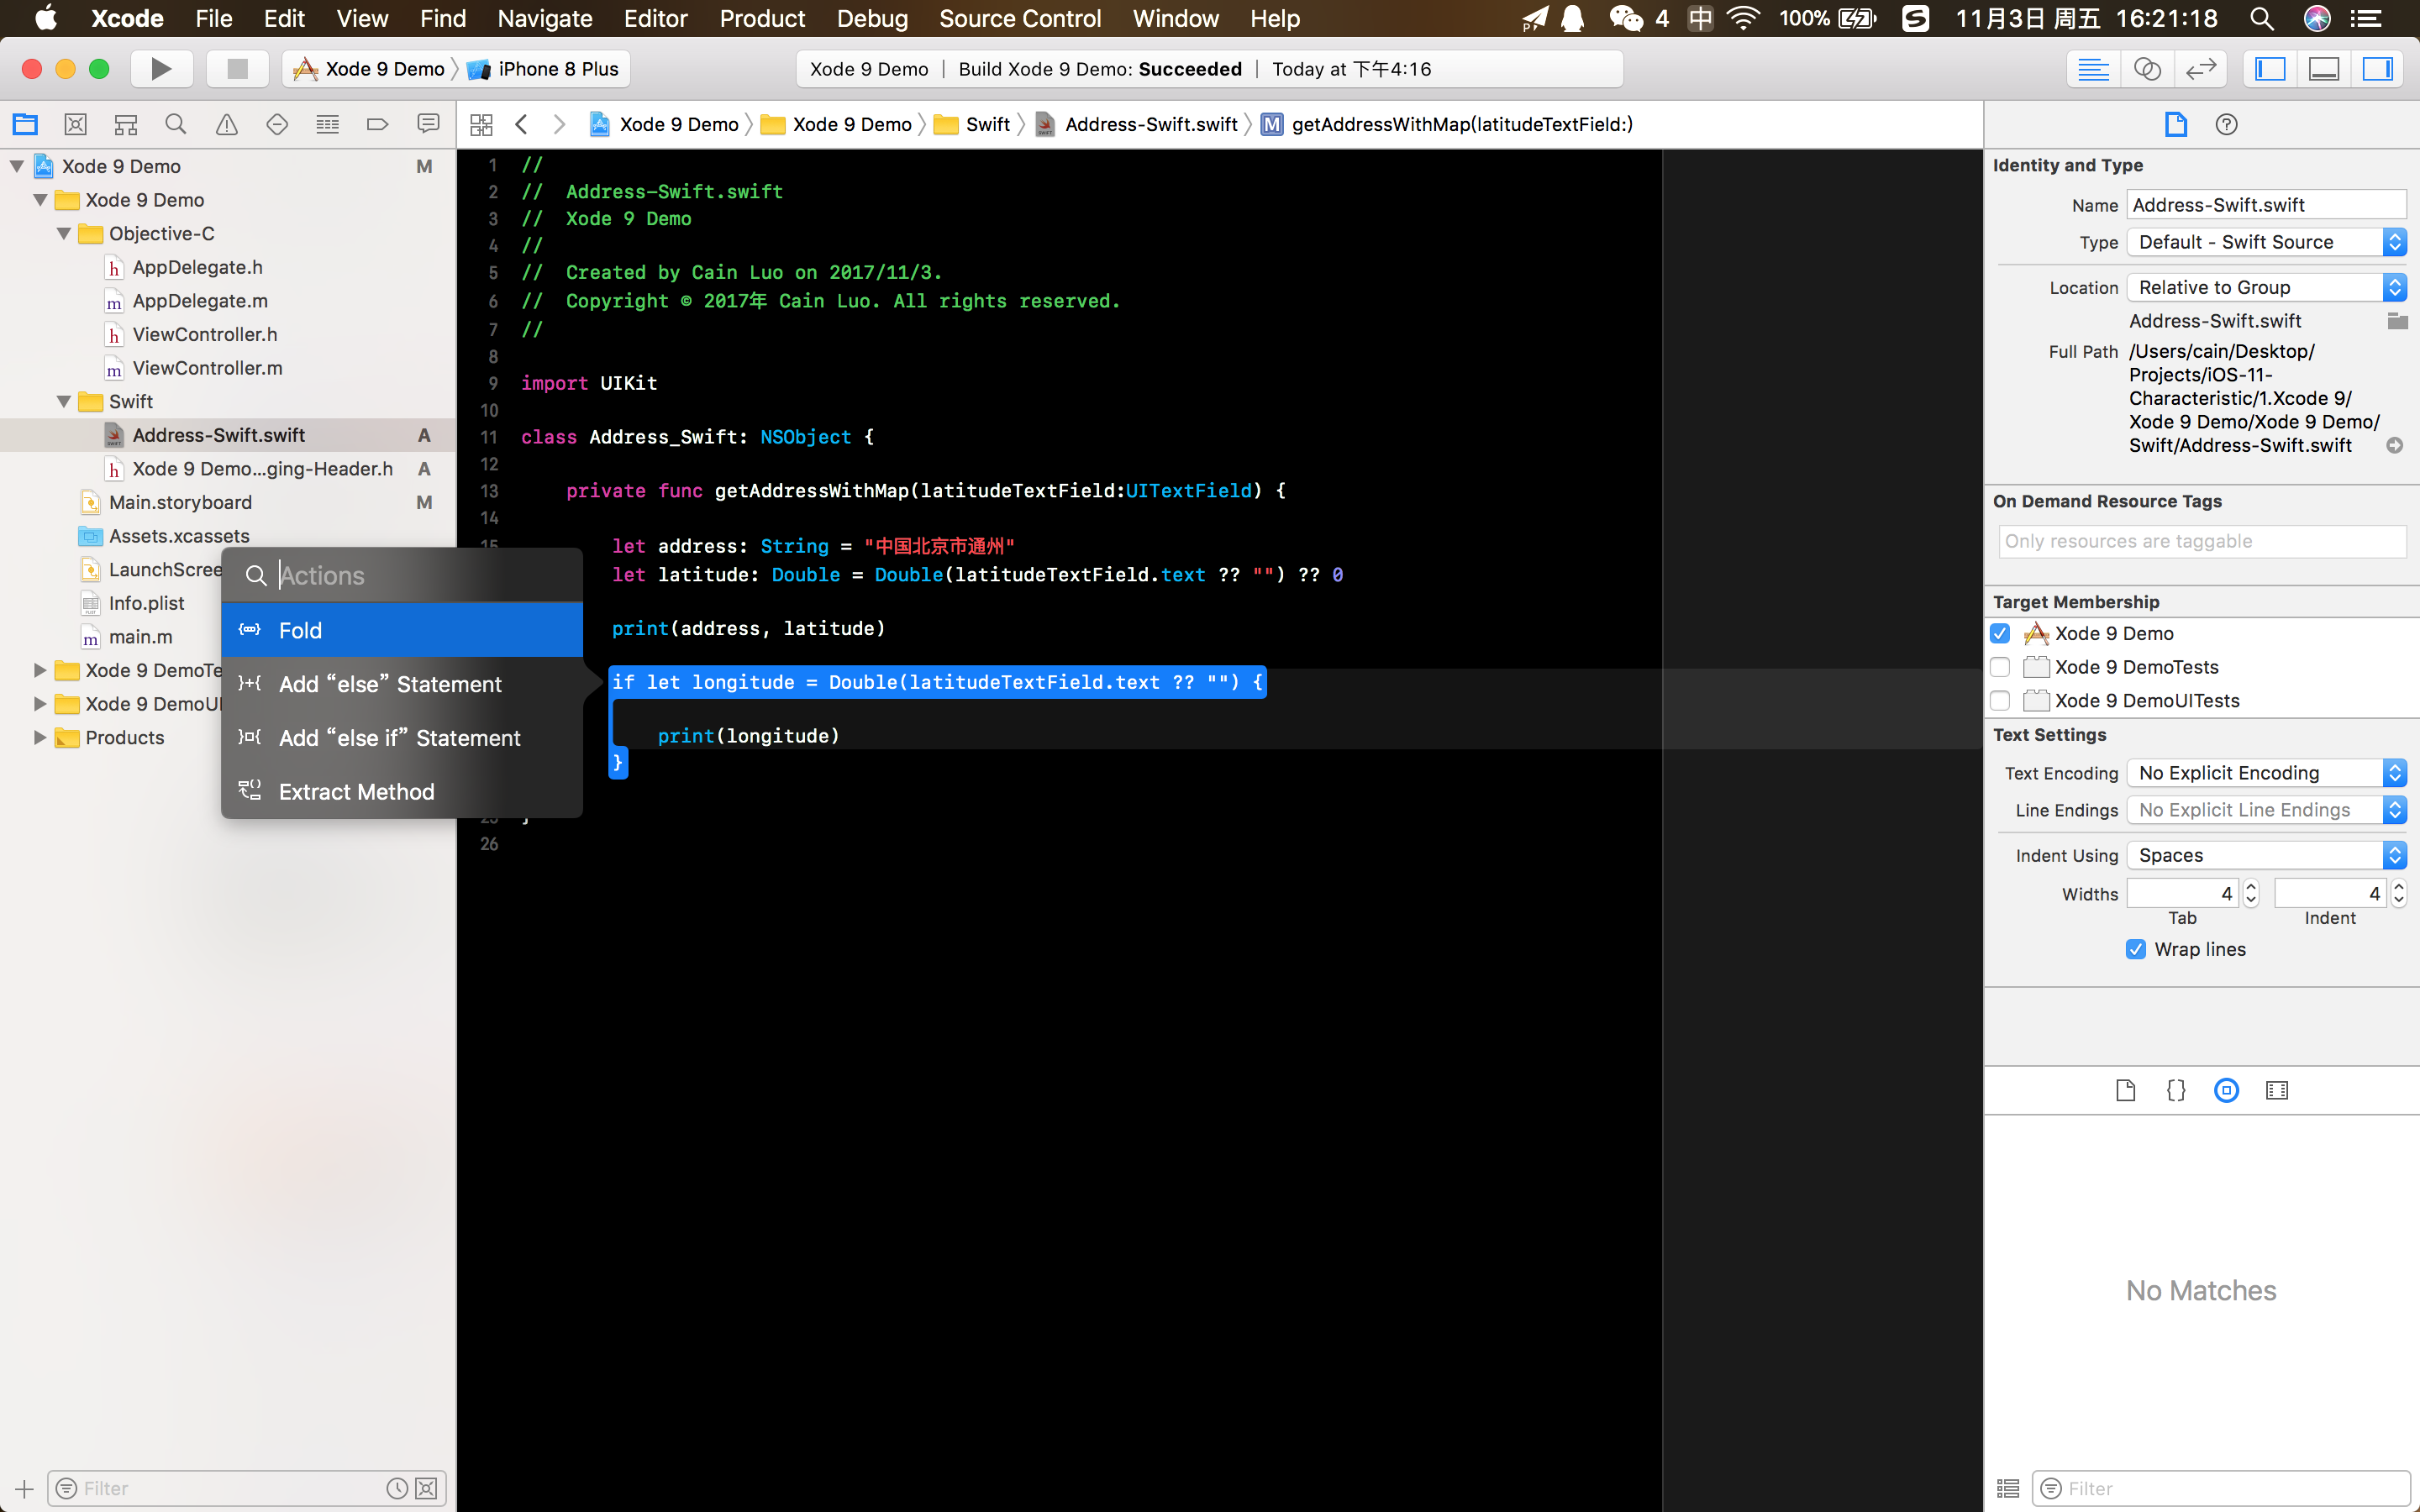 Xcode File Edit View Find Navigate Editor Product Debug Source Control Window Help 4 中 100% 11月3日 周五 16:21:18
Xode 9 Demo iPhone 8 Plus
Xode 9 Demo | Build Xode 9 Demo: Succeeded | Today at 下午4:16
Xode 9 Demo Xode 9 Demo Swift Address-Swift.swift M getAddressWithMap(latitudeTextField:)
Xode 9 Demo M
Xode 9 Demo
Objective-C
h AppDelegate.h
m AppDelegate.m
h ViewController.h
m ViewController.m
Swift
Address-Swift.swift A
h Xode 9 Demo...ging-Header.h A
Main.storyboard M
Assets.xcassets
LaunchScree
Info.plist
m main.m
Xode 9 DemoTe
Xode 9 DemoUI
Products
Filter
Actions
Fold
Add “else” Statement
Add “else if” Statement
Extract Method
1 //
2 //  Address-Swift.swift
3 //  Xode 9 Demo
4 //
5 //  Created by Cain Luo on 2017/11/3.
6 //  Copyright © 2017年 Cain Luo. All rights reserved.
7 //
8
9 import UIKit
10
11 class Address_Swift: NSObject {
12
13     private func getAddressWithMap(latitudeTextField:UITextField) {
14
15         let address: String = "中国北京市通州"
let latitude: Double = Double(latitudeTextField.text ?? "") ?? 0
print(address, latitude)
if let longitude = Double(latitudeTextField.text ?? "") {
print(longitude)
}
25 }
26
Identity and Type
Name Address-Swift.swift
Type Default - Swift Source
Location Relative to Group
Address-Swift.swift
Full Path /Users/cain/Desktop/
Projects/iOS-11-
Characteristic/1.Xcode 9/
Xode 9 Demo/Xode 9 Demo/
Swift/Address-Swift.swift
On Demand Resource Tags
Only resources are taggable
Target Membership
Xode 9 Demo
Xode 9 DemoTests
Xode 9 DemoUITests
Text Settings
Text Encoding No Explicit Encoding
Line Endings No Explicit Line Endings
Indent Using Spaces
Widths 4 4
Tab Indent
Wrap lines
No Matches
Filter